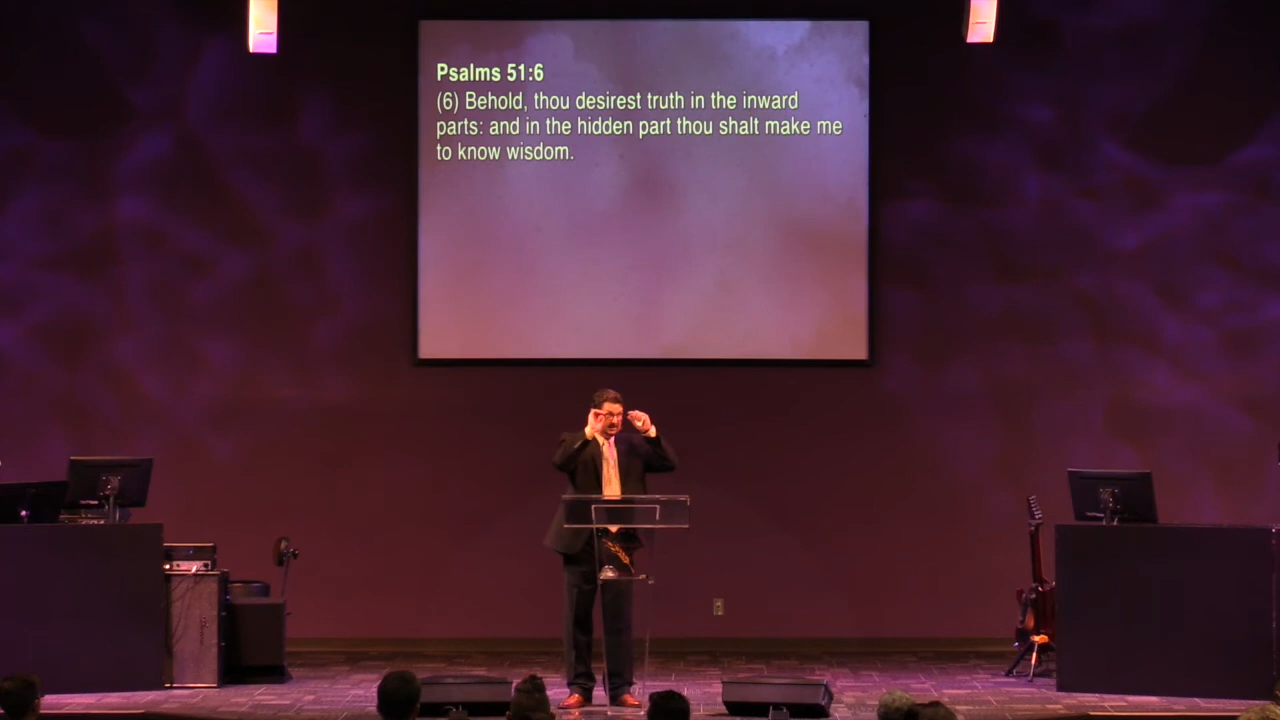 Psalms 51:6
(6) Behold, thou desirest truth in the inward
parts: and in the hidden part thou shalt make me
to know wisdom.